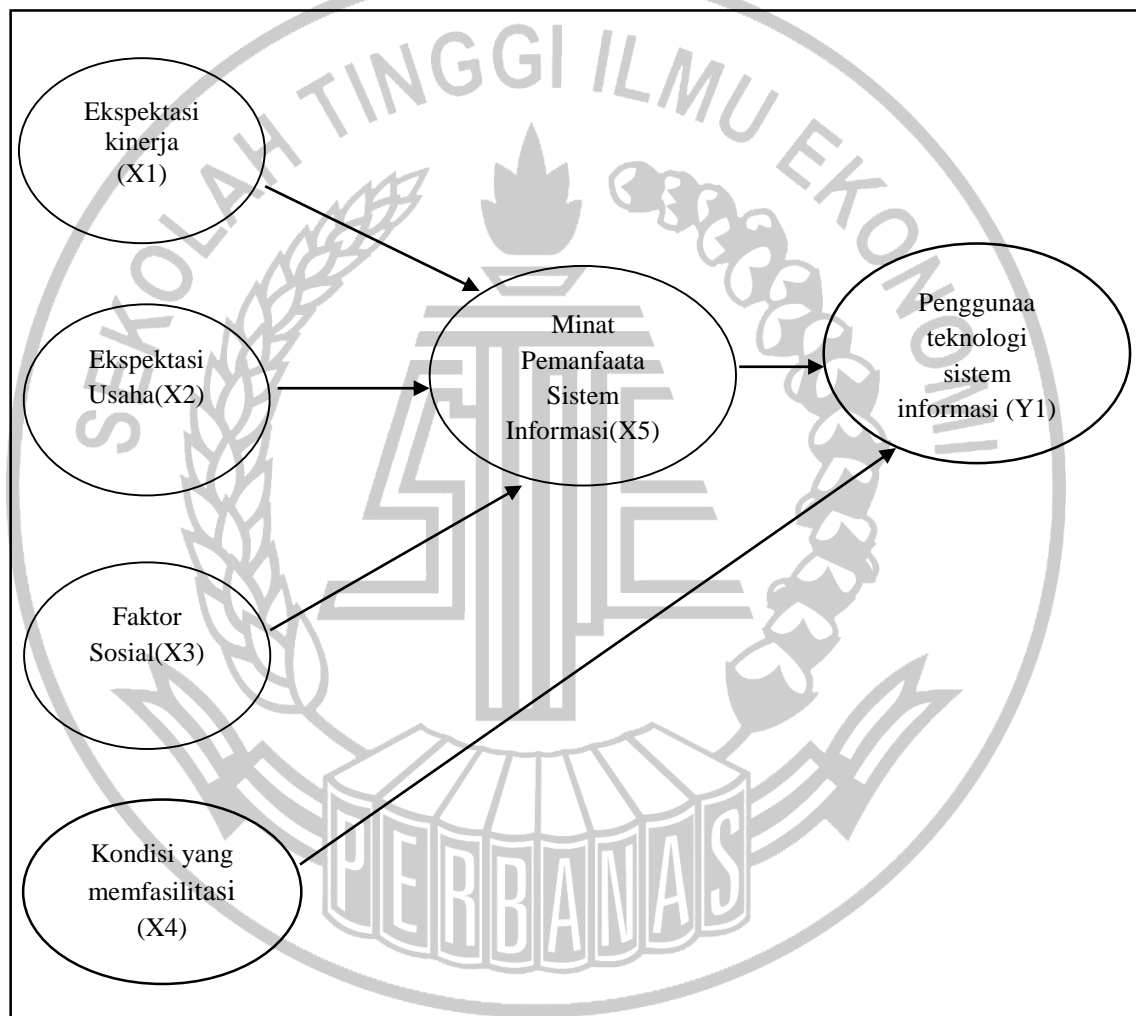 SEKOLAH TINGGI ILMU EKONOMI
Ekspektasi
kinerja
(X1)
Ekspektasi
Usaha(X2)
Faktor
Sosial(X3)
Kondisi yang
memfasilitasi
(X4)
Minat
Pemanfaata
Sistem
Informasi(X5)
Penggunaa
teknologi
sistem
informasi (Y1)
PERBANAS